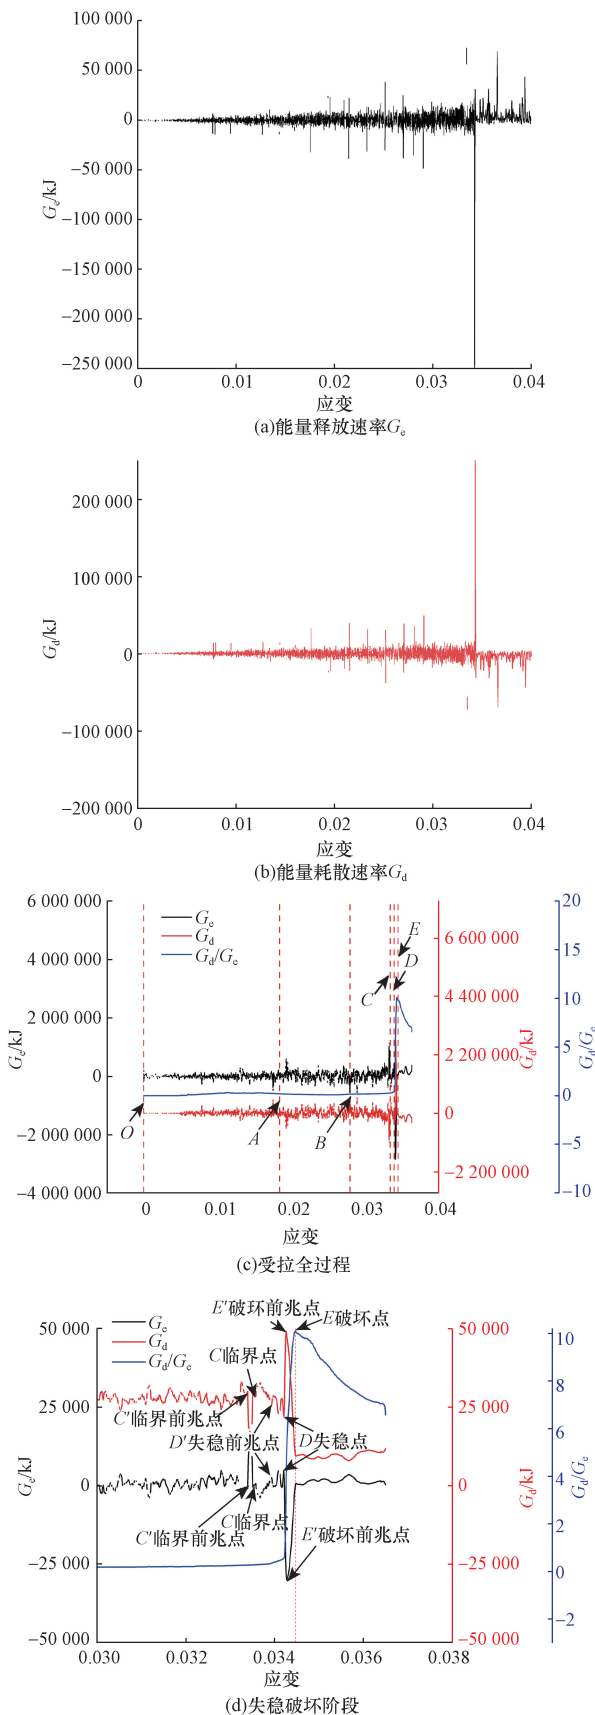 100 000
50 000
0
−50 000
−100 000
−150 000
−200 000
−250 000
Ge/kJ
0 0.01 0.02 0.03 0.04
应变
(a)能量释放速率Ge
200 000
100 000
0
−100 000
−200 000
Gd/kJ
0 0.01 0.02 0.03 0.04
应变
(b)能量耗散速率Gd
6 000 000
4 000 000
2 000 000
0
−2 000 000
−4 000 000
Ge/kJ
Ge
Gd
Gd/Ge
O
A
B
C
D
E
6 600 000
4 400 000
2 200 000
0
−2 200 000
Gd/kJ
20
15
10
5
0
−5
−10
Gd/Ge
0 0.01 0.02 0.03 0.04
应变
(c)受拉全过程
50 000
25 000
0
−25 000
−50 000
Ge/kJ
Ge
Gd
Gd/Ge
E′破坏前兆点
E破坏点
C临界点
C′临界前兆点
D′失稳前兆点
D失稳点
C临界点
C′临界前兆点
E′破坏前兆点
50 000
25 000
0
−25 000
−50 000
Gd/kJ
10
8
6
4
2
0
−2
Gd/Ge
0.030 0.032 0.034 0.036 0.038
应变
(d)失稳破坏阶段